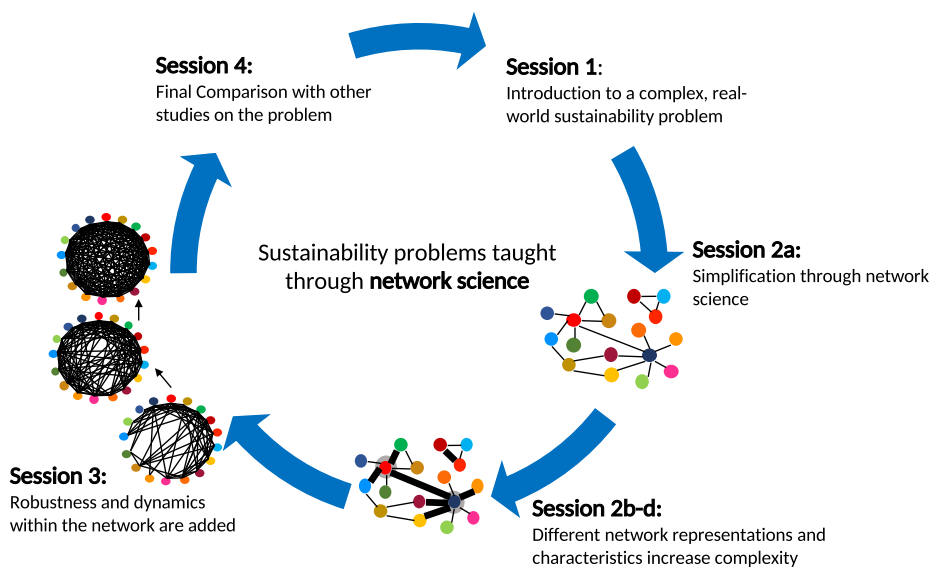 Session 4:
Final Comparison with other
studies on the problem
Session 1:
Introduction to a complex, real-
world sustainability problem
Sustainability problems taught
through network science
Session 2a:
Simplification through network
science
Session 3:
Robustness and dynamics
within the network are added
Session 2b-d:
Different network representations and
characteristics increase complexity